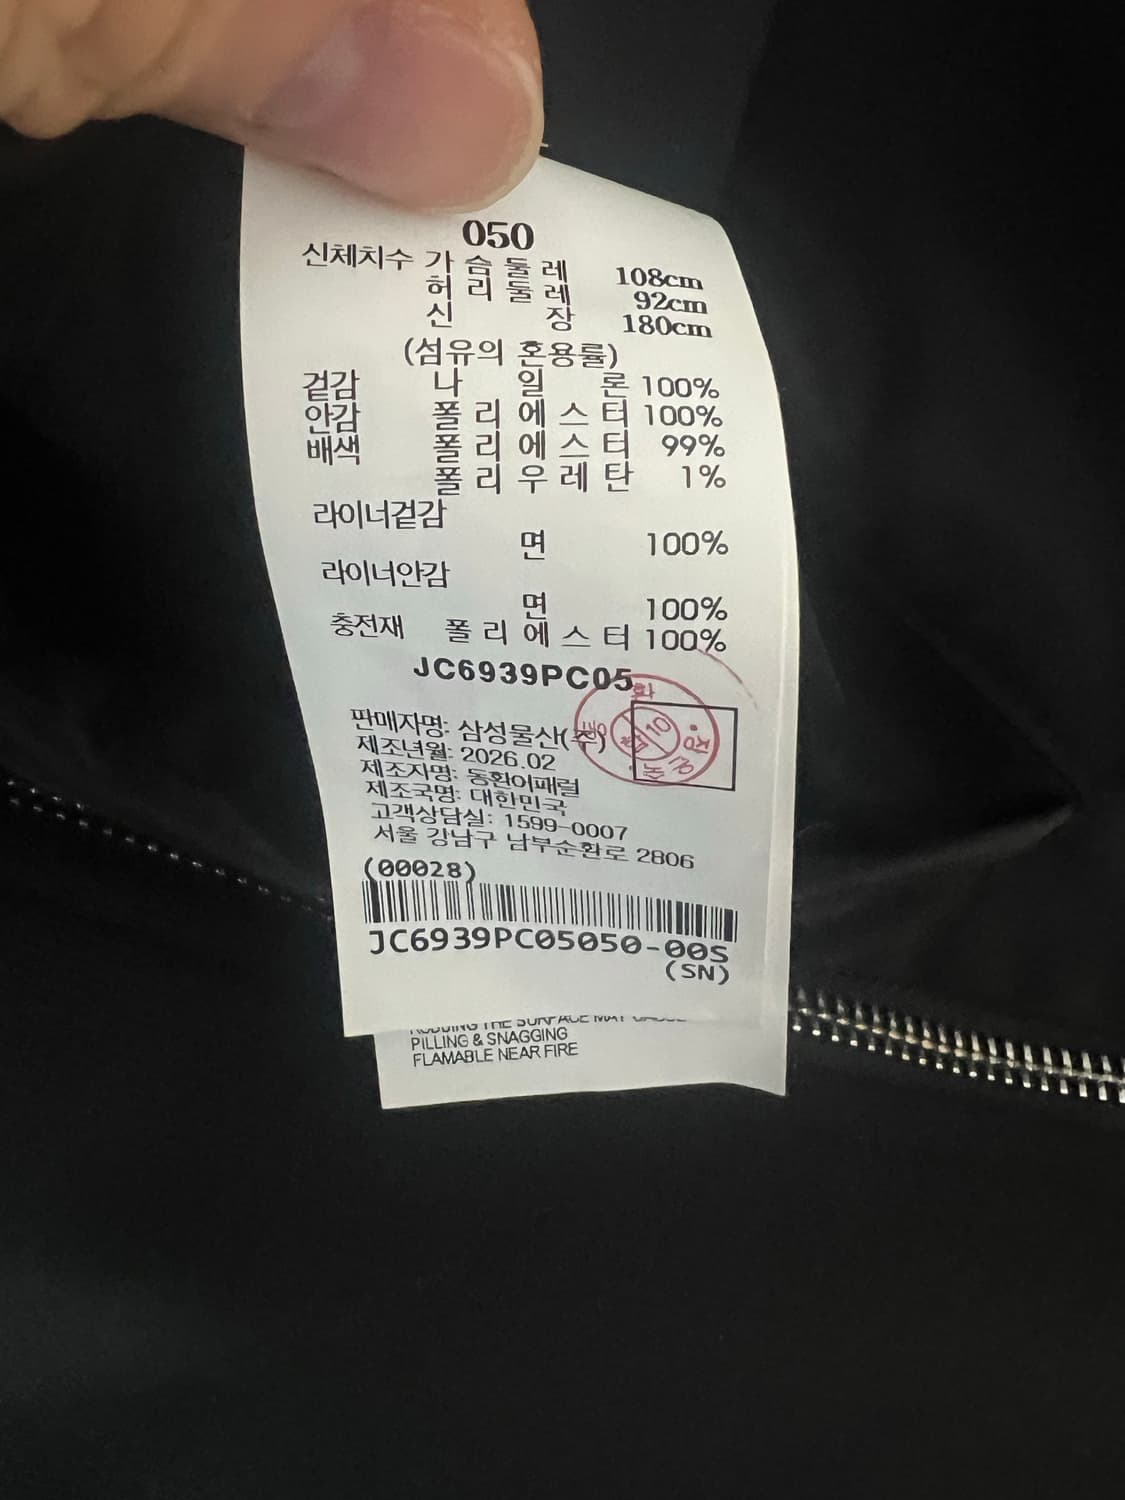 050
신체치수 가 슴 둘 레 108cm
허 리 둘 레 92cm
신 장 180cm
(섬유의 혼용률)
겉감 나 일 론 100%
안감 폴 리 에 스 터 100%
배색 폴 리 에 스 터 99%
폴 리 우 레 탄 1%
라이너겉감
면 100%
라이너안감
면 100%
충전재 폴 리 에 스 터 100%
JC6939PC05
판매자명: 삼성물산(주)
제조년월: 2026.02
제조자명: 동환어패럴
제조국명: 대한민국
고객상담실: 1599-0007
서울 강남구 남부순환로 2806
10
(00028)
JC6939PC05050-00S
(SN)
THE SURFACE MAY
PILLING & SNAGGING
FLAMABLE NEAR FIRE